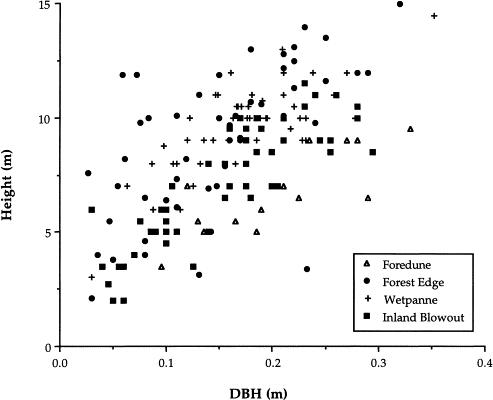 15
10
5
0
Height (m)
Foredune
Forest Edge
Wetpanne
Inland Blowout
0.0 0.1 0.2 0.3 0.4
DBH (m)